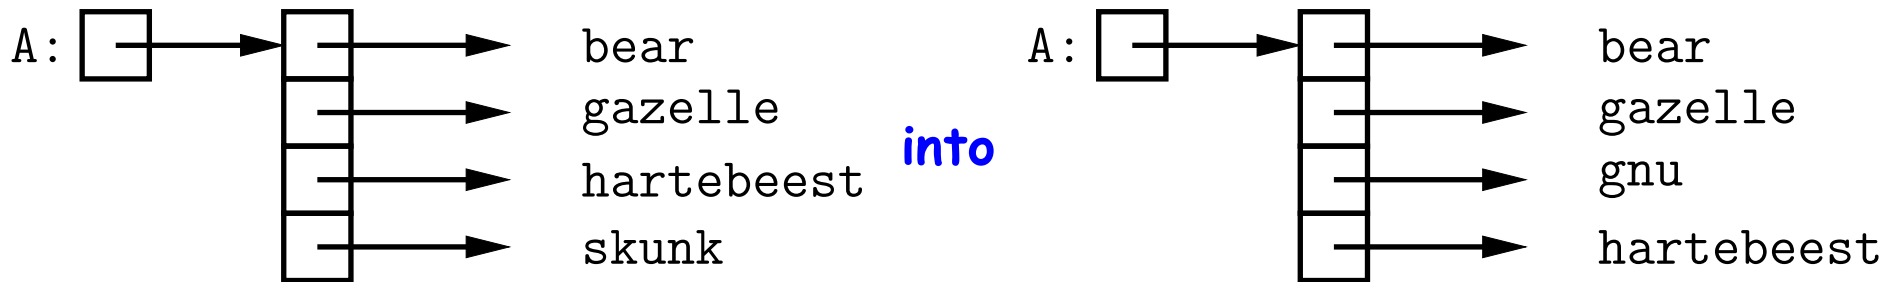 A: bear A: bear
gazelle gazelle
into
hartebeest gnu
skunk hartebeest